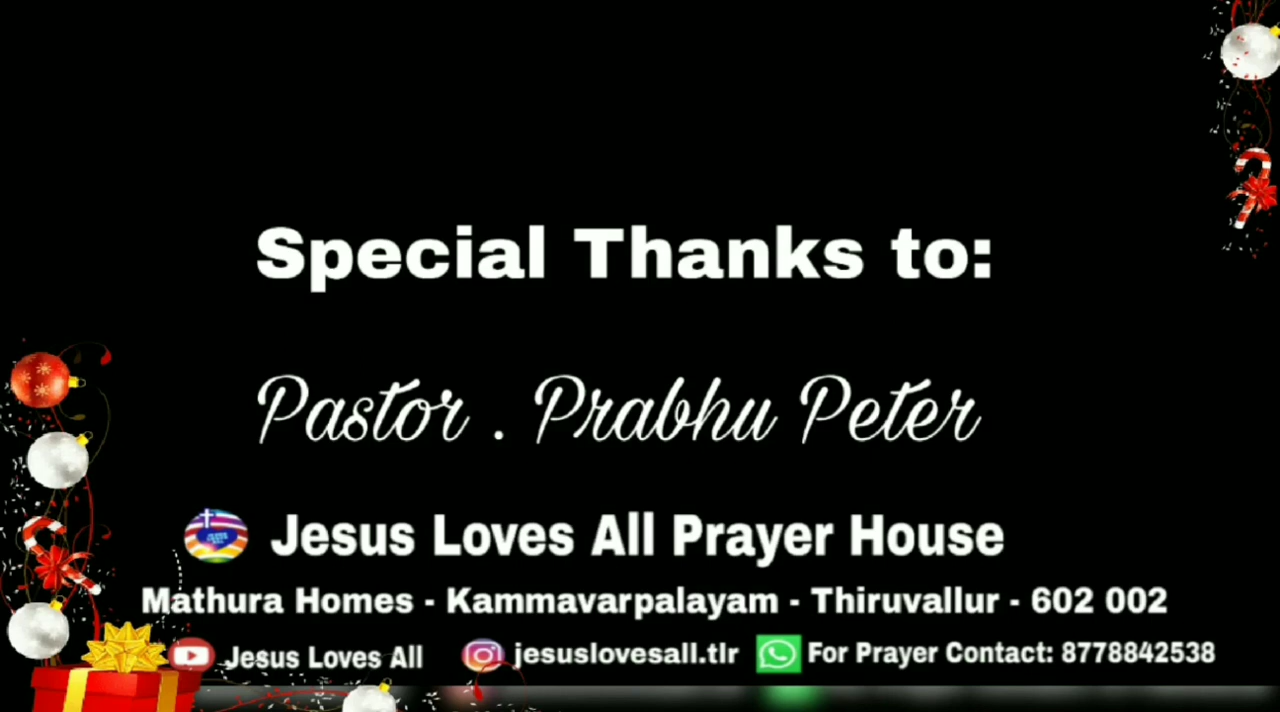 Special Thanks to:
Pastor . Prabhu Peter
Jesus Loves All Prayer House
Mathura Homes - Kammavarpalayam - Thiruvallur - 602 002
Jesus Loves All jesuslovesall.tlr For Prayer Contact: 8778842538